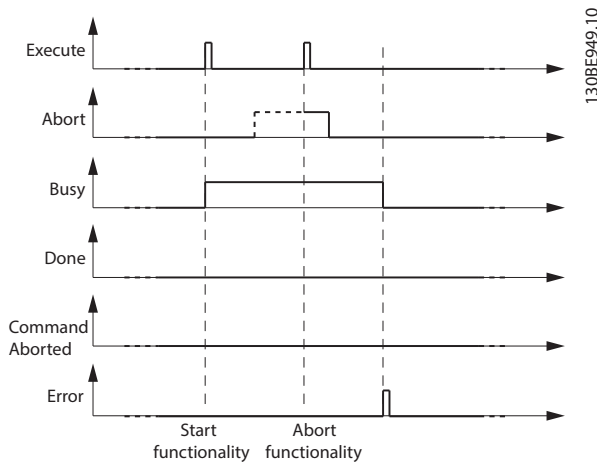 130BE949.10
Execute
Abort
Busy
Done
Command
Aborted
Error
Start
functionality
Abort
functionality